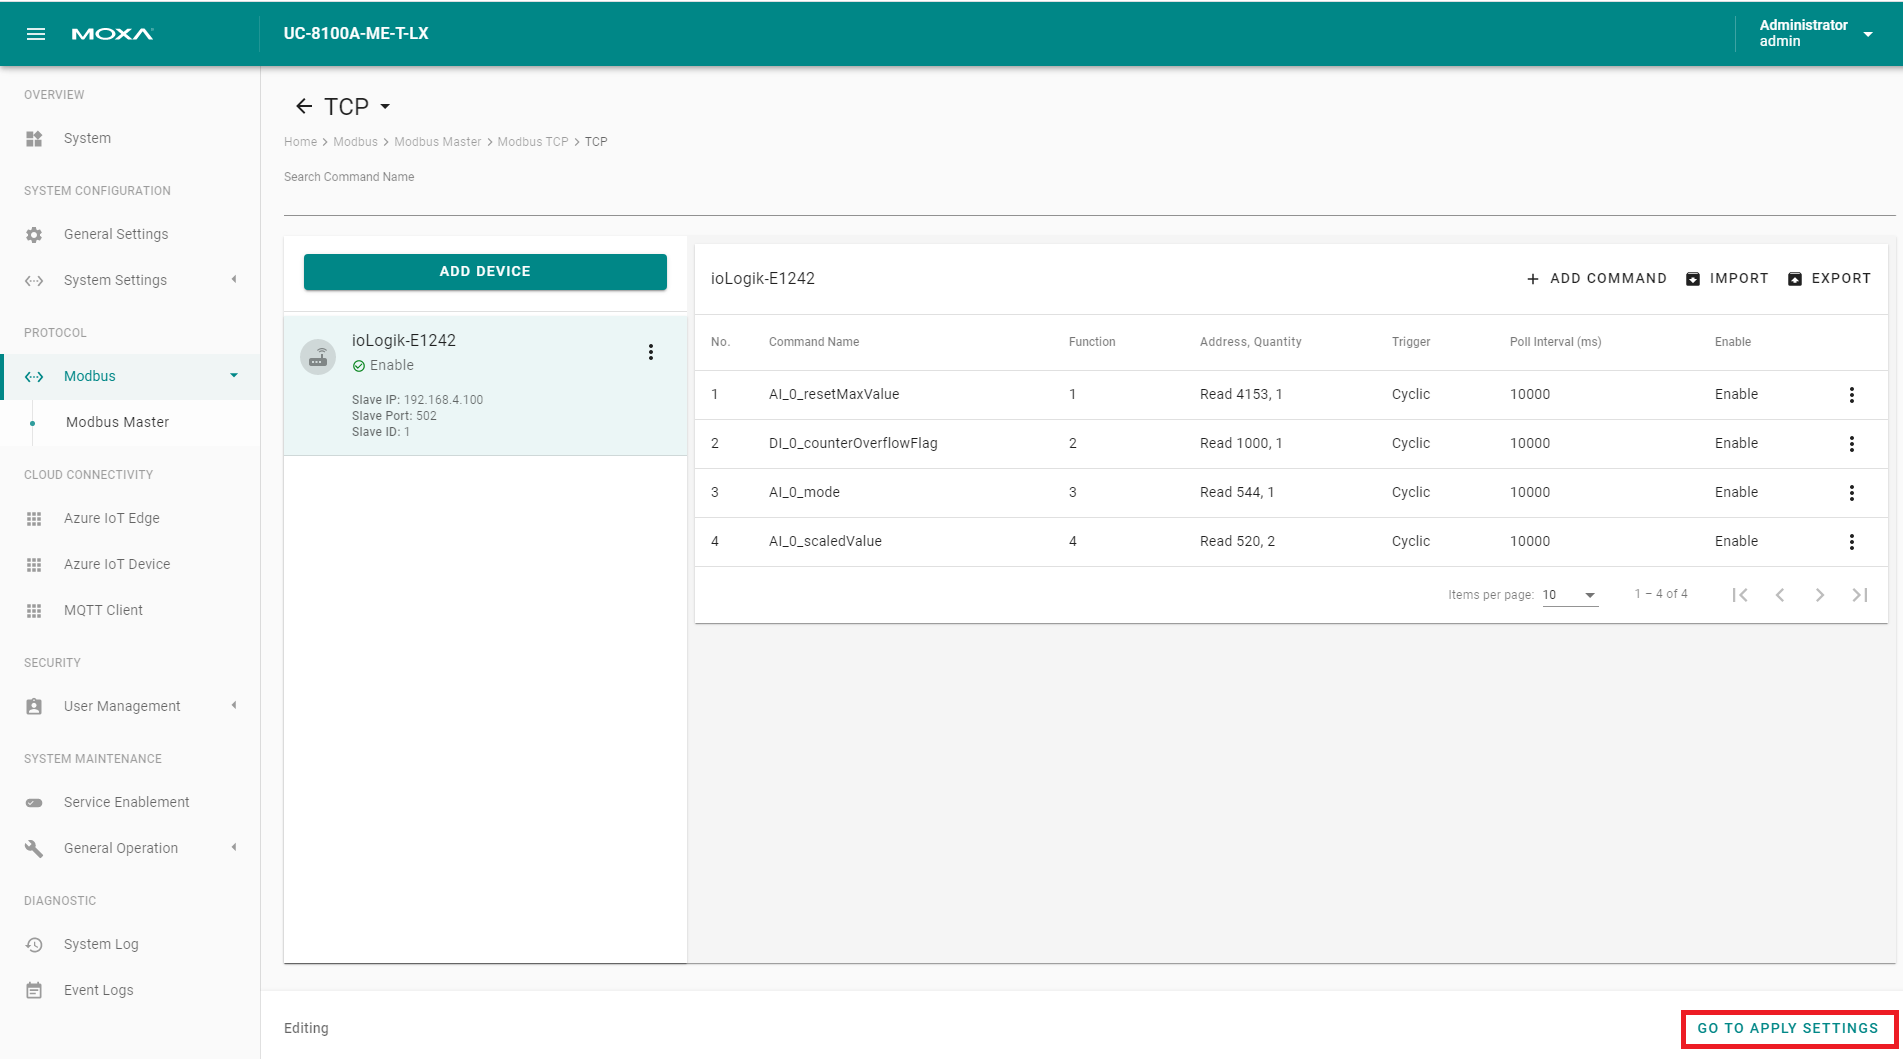 MOXA
UC-8100A-ME-T-LX
Administrator
admin
OVERVIEW
System
SYSTEM CONFIGURATION
General Settings
System Settings
PROTOCOL
Modbus
Modbus Master
CLOUD CONNECTIVITY
Azure IoT Edge
Azure IoT Device
MQTT Client
SECURITY
User Management
SYSTEM MAINTENANCE
Service Enablement
General Operation
DIAGNOSTIC
System Log
Event Logs
TCP
Home > Modbus > Modbus Master > Modbus TCP > TCP
Search Command Name
ADD DEVICE
ioLogik-E1242
Enable
Slave IP: 192.168.4.100
Slave Port: 502
Slave ID: 1
ioLogik-E1242 + ADD COMMAND IMPORT EXPORT
No. Command Name Function Address, Quantity Trigger Poll Interval (ms) Enable
1 AI_0_resetMaxValue 1 Read 4153, 1 Cyclic 10000 Enable
2 DI_0_counterOverflowFlag 2 Read 1000, 1 Cyclic 10000 Enable
3 AI_0_mode 3 Read 544, 1 Cyclic 10000 Enable
4 AI_0_scaledValue 4 Read 520, 2 Cyclic 10000 Enable
Items per page: 10 1 – 4 of 4
Editing
GO TO APPLY SETTINGS